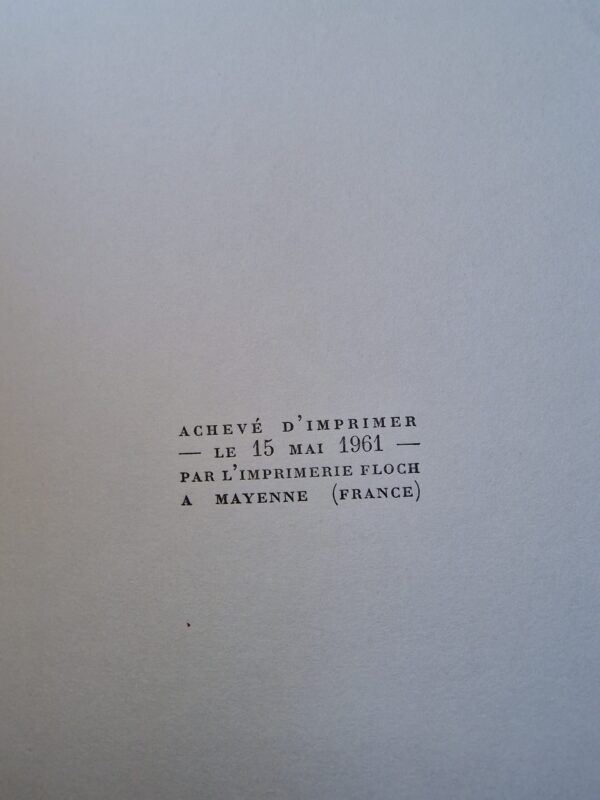 ACHEVÉ D'IMPRIMER
— LE 15 MAI 1961 —
PAR L'IMPRIMERIE FLOCH
A MAYENNE (FRANCE)